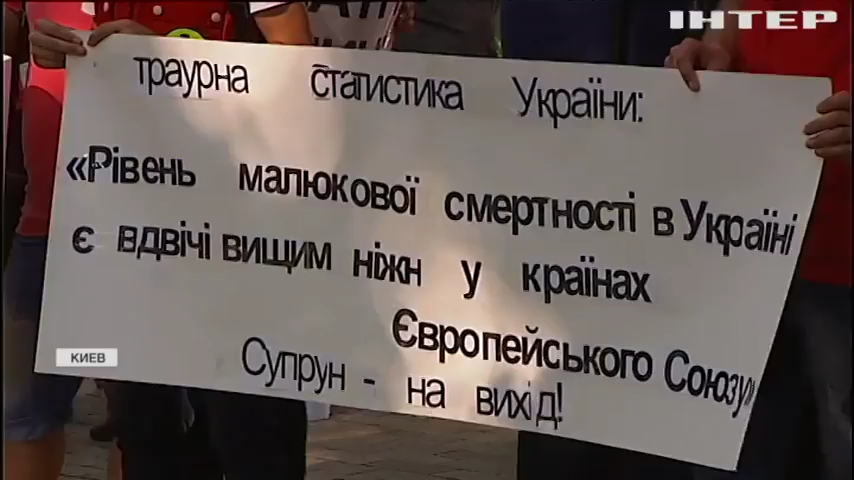 ІНТЕР
траурна статистика України:
«Рівень малюкової смертності в Україні
є вдвічі вищим ніжн у країнах
Європейського Союзу»
Супрун - на вихід!
КИЕВ